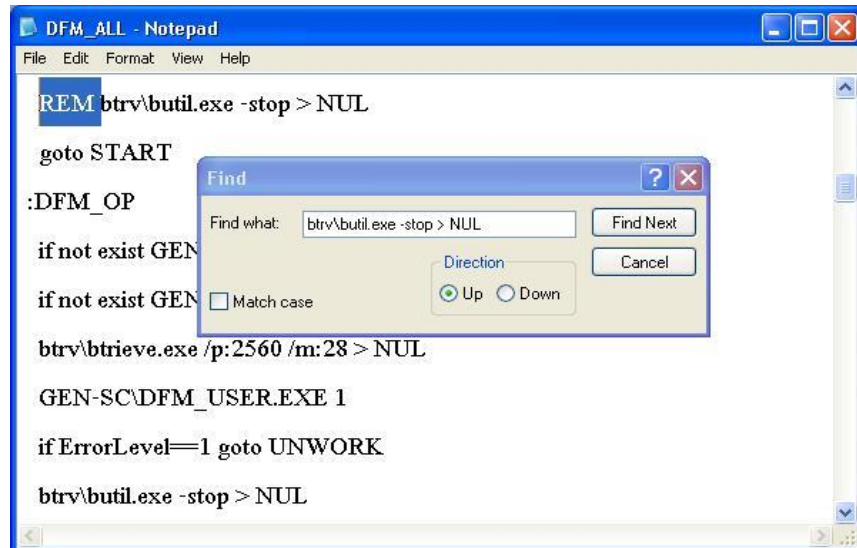 DFM_ALL - Notepad
File Edit Format View Help
REM btrv\butil.exe -stop > NUL
goto START
:DFM_OP
if not exist GEN
if not exist GEN
btrv\btrieve.exe /p:2560 /m:28 > NUL
GEN-SC\DFM_USER.EXE 1
if ErrorLevel==1 goto UNWORK
btrv\butil.exe -stop > NUL
Find
Find what: btrv\butil.exe -stop > NUL Find Next
Direction Cancel
Match case Up Down